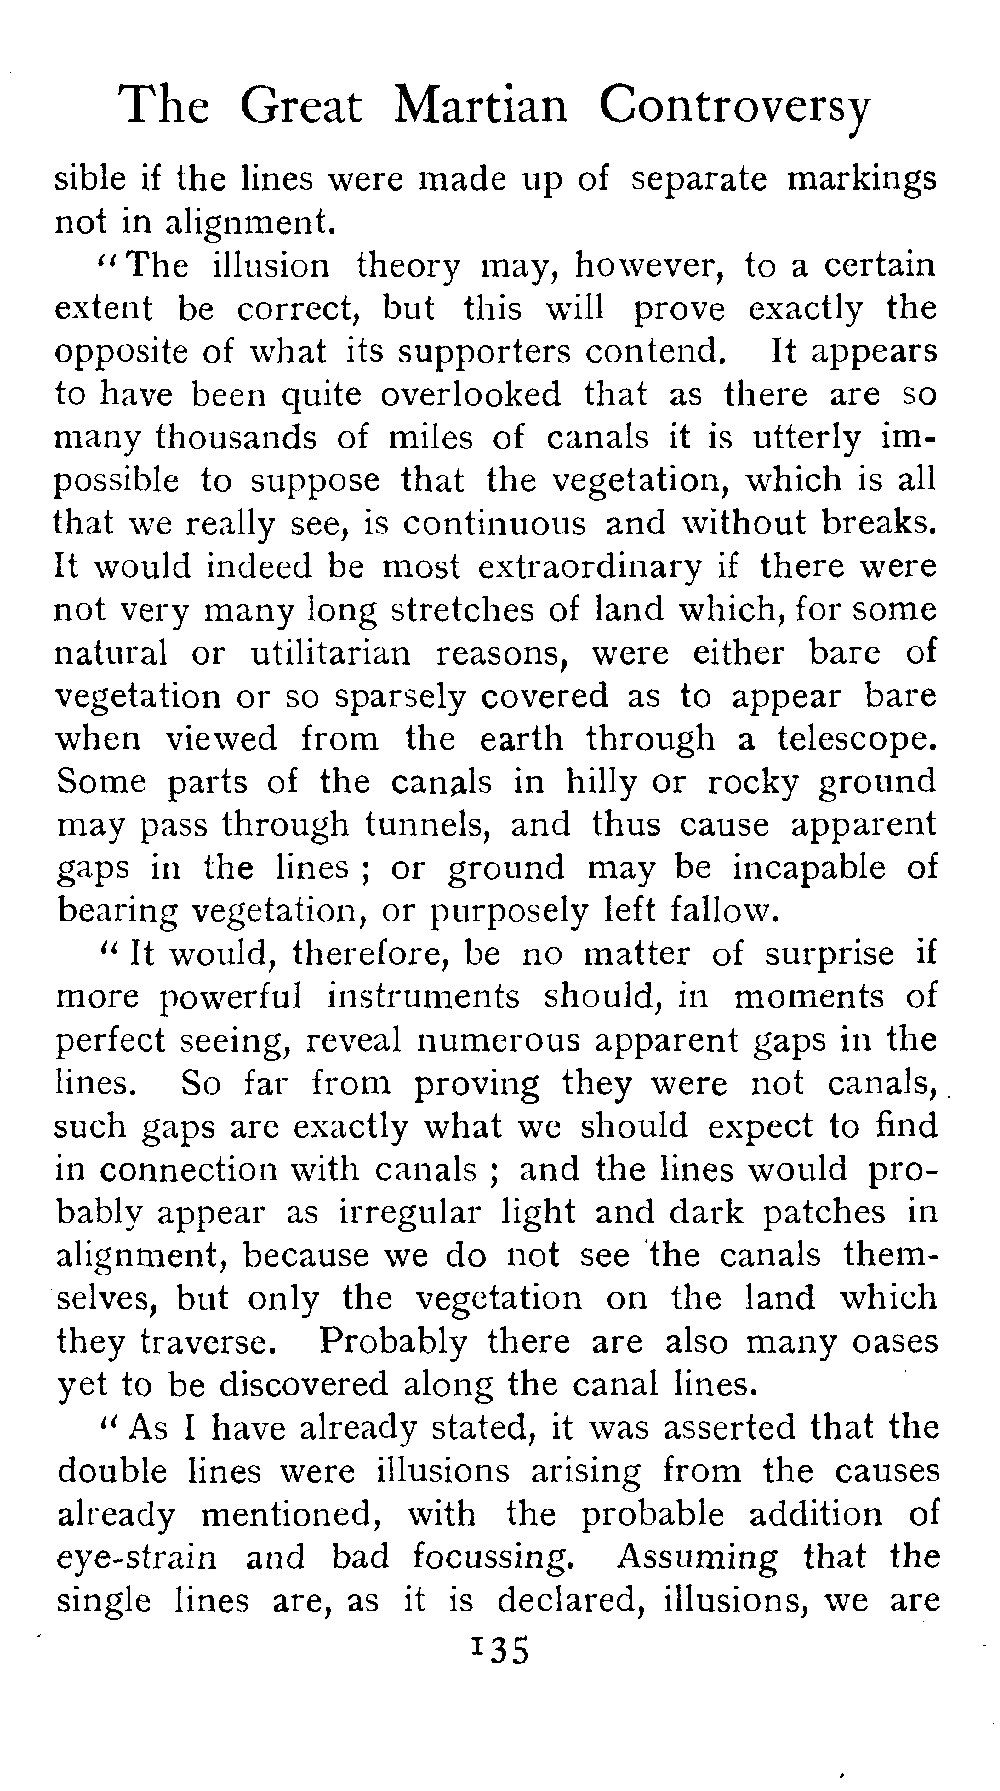 The Great Martian Controversy
sible if the lines were made up of separate markings
not in alignment.
“The illusion theory may, however, to a certain
extent be correct, but this will prove exactly the
opposite of what its supporters contend. It appears
to have been quite overlooked that as there are so
many thousands of miles of canals it is utterly im-
possible to suppose that the vegetation, which is all
that we really see, is continuous and without breaks.
It would indeed be most extraordinary if there were
not very many long stretches of land which, for some
natural or utilitarian reasons, were either bare of
vegetation or so sparsely covered as to appear bare
when viewed from the earth through a telescope.
Some parts of the canals in hilly or rocky ground
may pass through tunnels, and thus cause apparent
gaps in the lines ; or ground may be incapable of
bearing vegetation, or purposely left fallow.
“ It would, therefore, be no matter of surprise if
more powerful instruments should, in moments of
perfect seeing, reveal numerous apparent gaps in the
lines. So far from proving they were not canals,
such gaps are exactly what we should expect to find
in connection with canals ; and the lines would pro-
bably appear as irregular light and dark patches in
alignment, because we do not see the canals them-
selves, but only the vegetation on the land which
they traverse. Probably there are also many oases
yet to be discovered along the canal lines.
“ As I have already stated, it was asserted that the
double lines were illusions arising from the causes
already mentioned, with the probable addition of
eye-strain and bad focussing. Assuming that the
single lines are, as it is declared, illusions, we are
135